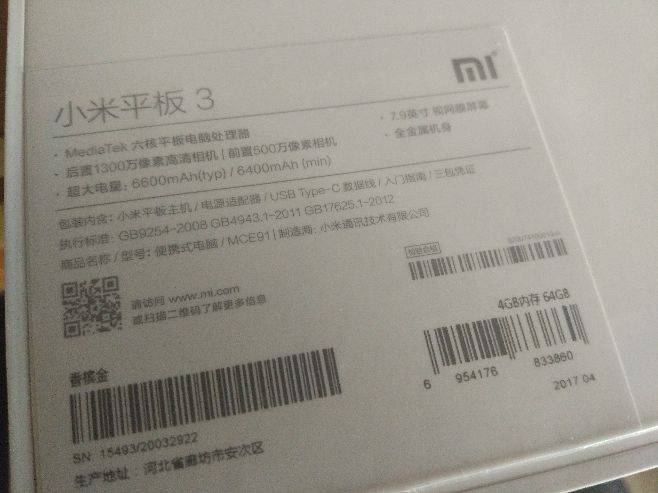 mi
小米平板 3
· MediaTek 六核平板电脑处理器
· 7.9英寸 视网膜屏幕
· 后置1300万像素高清相机 | 前置500万像素相机
· 全金属机身
· 超大电量: 6600mAh(typ) / 6400mAh (min)
包装内含: 小米平板主机 / 电源适配器 / USB Type-C 数据线 / 入门指南 / 三包凭证
执行标准: GB9254-2008 GB4943.1-2011 GB17625.1-2012
商品名称 / 型号: 便携式电脑 / MCE91 | 制造商: 小米通讯技术有限公司
请访问 www.mi.com
或扫描二维码了解更多信息
4GB内存 64GB
香槟金
6 954176 833860
2017 04
SN: 15493/20032922
生产地址: 河北省廊坊市安次区